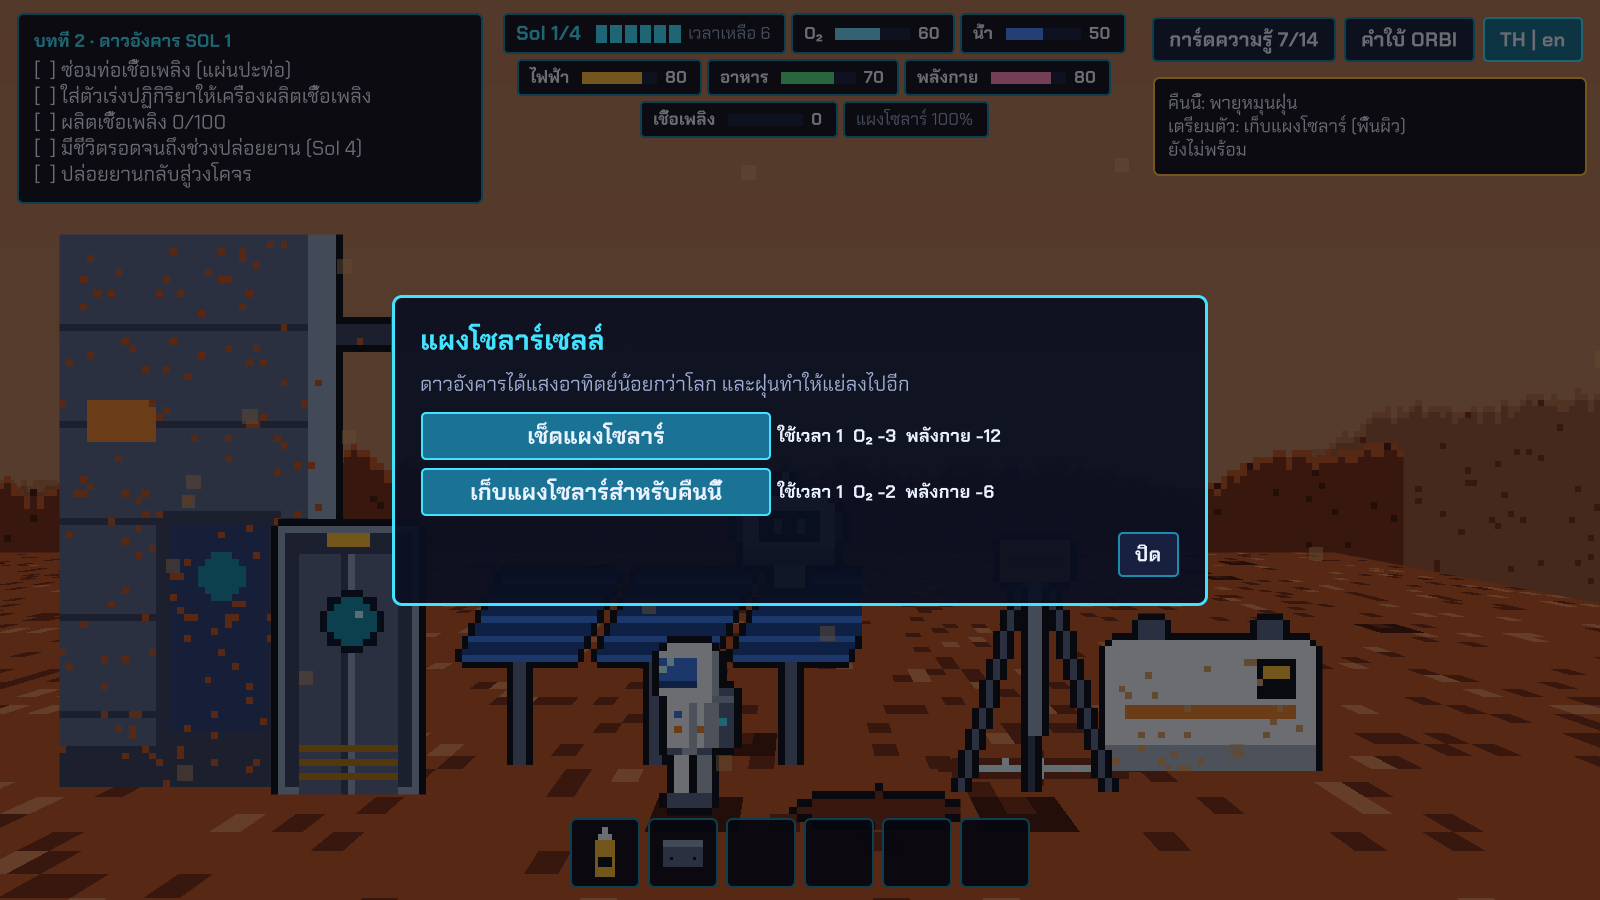 บทที่ 2 · ดาวอังคาร SOL 1
[ ] ซ่อมท่อเชื้อเพลิง (แผ่นปะท่อ)
[ ] ใส่ตัวเร่งปฏิกิริยาให้เครื่องผลิตเชื้อเพลิง
[ ] ผลิตเชื้อเพลิง 0/100
[ ] มีชีวิตรอดจนถึงช่วงปล่อยยาน (Sol 4)
[ ] ปล่อยยานกลับสู่วงโคจร
Sol 1/4 เวลาเหลือ 6
O₂ 60
น้ำ 50
ไฟฟ้า 80
อาหาร 70
พลังกาย 80
เชื้อเพลิง 0
แผงโซลาร์ 100%
การ์ดความรู้ 7/14
คำใบ้ ORBI
TH | en
คืนนี้: พายุหมุนฝุ่น
เตรียมตัว: เก็บแผงโซลาร์ (พื้นผิว)
ยังไม่พร้อม
แผงโซลาร์เซลล์
ดาวอังคารได้แสงอาทิตย์น้อยกว่าโลก และฝุ่นทำให้แย่ลงไปอีก
เช็ดแผงโซลาร์ ใช้เวลา 1 O₂ -3 พลังกาย -12
เก็บแผงโซลาร์สำหรับคืนนี้ ใช้เวลา 1 O₂ -2 พลังกาย -6
ปิด